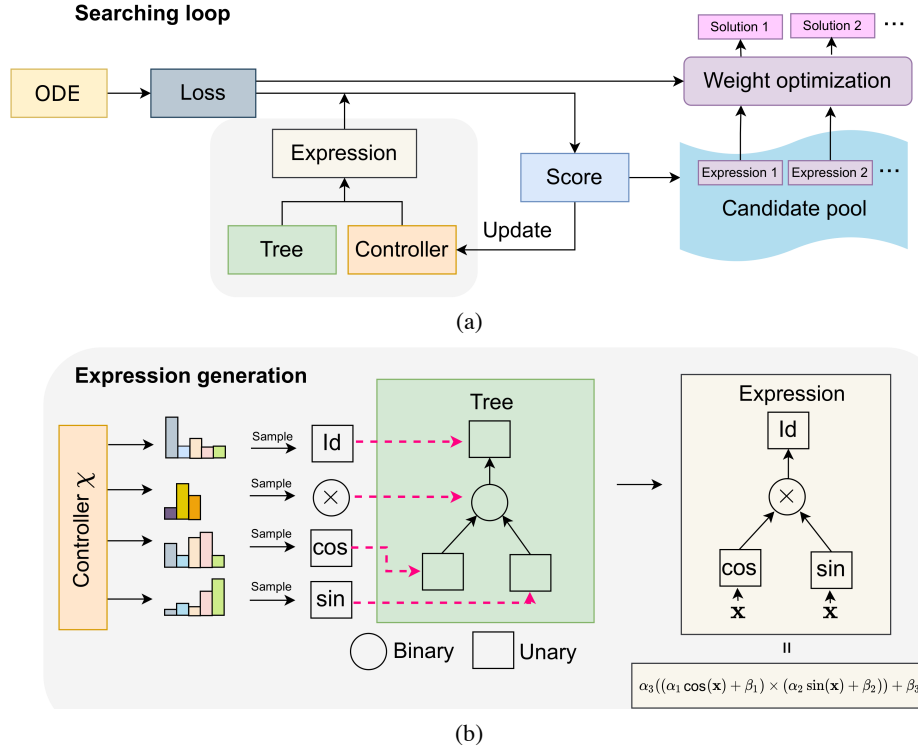 Searching loop
Solution 1
Solution 2
...
ODE
Loss
Weight optimization
Expression
Score
Expression 1
Expression 2
...
Candidate pool
Tree
Controller
Update
(a)
Expression generation
Controller χ
Sample
Id
Sample
×
Sample
cos
Sample
sin
Tree
Binary
Unary
Expression
Id
×
cos
sin
x
x
=
α₃((α₁ cos(x) + β₁) × (α₂ sin(x) + β₂)) + β₃
(b)